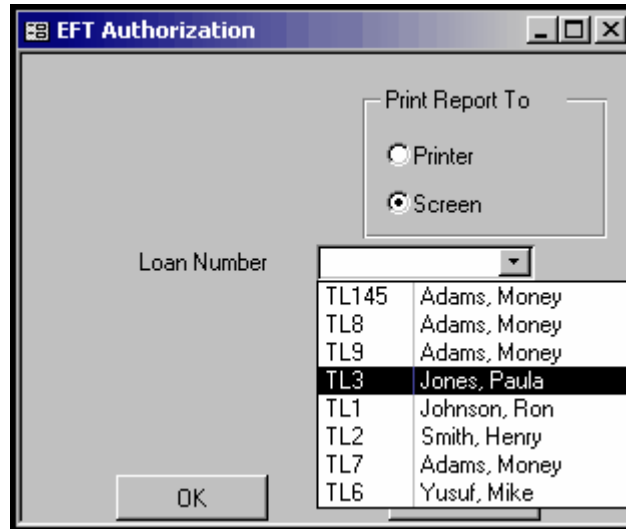 EFT Authorization
Print Report To
Printer
Screen
Loan Number
TL145 Adams, Money
TL8 Adams, Money
TL9 Adams, Money
TL3 Jones, Paula
TL1 Johnson, Ron
TL2 Smith, Henry
TL7 Adams, Money
TL6 Yusuf, Mike
OK